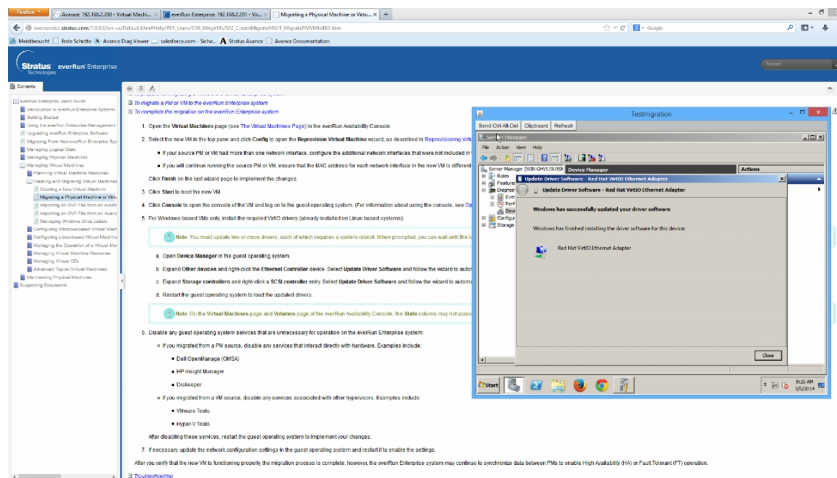 Firefox
Avance: 192.168.2.200 - Virtual Machi...
everRun Enterprise: 192.168.2.201 - Vir...
Migrating a Physical Machine or Virtu...
Google
Meistbesucht
Erste Schritte
Avance Diag Viewer
salesforce.com - Siche...
Stratus Avance
Avance Documentation
Stratus everRun Enterprise
Technologies
Search
Contents
everRun Enterprise User's Guide
Introduction to everRun Enterprise Systems
Getting Started
Using the everRun Enterprise Management
Upgrading everRun Enterprise Software
Migrating From Non-everRun Enterprise Sys
Managing Logical Disks
Managing Physical Machines
Managing Virtual Machines
Planning Virtual Machine Resources
Creating and Migrating Virtual Machines
Creating a New Virtual Machine
Migrating a Physical Machine or Virtu
Importing an OVF File from an everRu
Importing an OVF File from an Avance
Managing Windows Drive Labels
Configuring Windows-based Virtual Mach
Configuring Linux-based Virtual Machine
Managing the Operation of a Virtual Ma
Managing Virtual Machine Resources
Managing Virtual CDs
Advanced Topics (Virtual Machines)
Maintaining Physical Machines
Supporting Documents
To migrate a PM or VM to the everRun Enterprise system
To complete the migration on the everRun Enterprise system
1. Open the Virtual Machines page (see The Virtual Machines Page) in the everRun Availability Console.
2. Select the new VM in the top pane and click Config to open the Reprovision Virtual Machine wizard, as described in Reprovisioning Virtu
If your source PM or VM had more than one network interface, configure the additional network interfaces that were not included in
If you will continue running the source PM or VM, ensure that the MAC address for each network interface in the new VM is different
Click Finish on the last wizard page to implement the changes.
3. Click Start to boot the new VM.
4. Click Console to open the console of the VM and log on to the guest operating system. (For information about using the console, see Op
5. For Windows-based VMs only, install the required VirtIO drivers (already installed on Linux-based systems):
Note: You must update two or more drivers, each of which requires a system reboot. When prompted, you can wait until the l
a. Open Device Manager in the guest operating system.
b. Expand Other devices and right-click the Ethernet Controller device. Select Update Driver Software and follow the wizard to autor
c. Expand Storage controllers and right-click a SCSI controller entry. Select Update Driver Software and follow the wizard to autom
d. Restart the guest operating system to load the updated drivers.
Note: On the Virtual Machines page and Volumes page of the everRun Availability Console, the State column may not accura
6. Disable any guest operating system services that are unnecessary for operation on the everRun Enterprise system:
If you migrated from a PM source, disable any services that interact directly with hardware. Examples include:
Dell OpenManage (OMSA)
HP Insight Manager
Diskeeper
If you migrated from a VM source, disable any services associated with other hypervisors. Examples include:
VMware Tools
Hyper-V Tools
After disabling these services, restart the guest operating system to implement your changes.
7. If necessary, update the network configuration settings in the guest operating system and restart it to enable the settings.
After you verify that the new VM is functioning properly, the migration process is complete; however, the everRun Enterprise system may continue to synchronize data between PMs to enable High Availability (HA) or Fault Tolerant (FT) operation.
Troubleshooting
Testmigration
Send Ctrl-Alt-Del
Clipboard
Refresh
Server Manager
File Action View Help
Device Manager
Actions
Roles
Update Driver Software - Red Hat VirtIO Ethernet Adapter
Update Driver Software - Red Hat VirtIO Ethernet Adapter
Windows has successfully updated your driver software
Windows has finished installing the driver software for this device:
Red Hat VirtIO Ethernet Adapter
Close
Start
9:20 AM